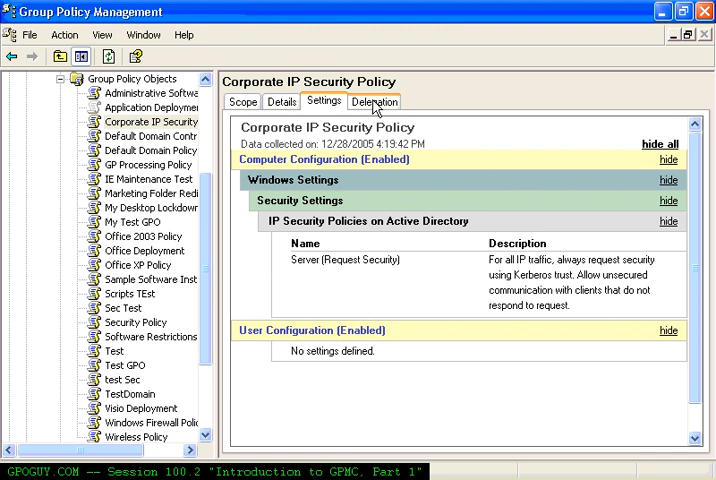 Group Policy Management
File Action View Window Help
Group Policy Objects
Administrative Softwa
Application Deployme
Corporate IP Security
Default Domain Contr
Default Domain Policy
GP Processing Policy
IE Maintenance Test
Marketing Folder Redi
My Desktop Lockdown
My Test GPO
Office 2003 Policy
Office Deployment
Office XP Policy
Sample Software Inst
Scripts TEst
Sec Test
Security Policy
Software Restrictions
Test
Test GPO
test Sec
TestDomain
Visio Deployment
Windows Firewall Polic
Wireless Policy
Corporate IP Security Policy
Scope Details Settings Delegation
Corporate IP Security Policy
Data collected on: 12/28/2005 4:19:42 PM hide all
Computer Configuration (Enabled) hide
Windows Settings hide
Security Settings hide
IP Security Policies on Active Directory hide
Name Description
Server (Request Security) For all IP traffic, always request security
using Kerberos trust. Allow unsecured
communication with clients that do not
respond to request.
User Configuration (Enabled) hide
No settings defined.
GPOGUY.COM -- Session 100.2 "Introduction to GPMC, Part 1"